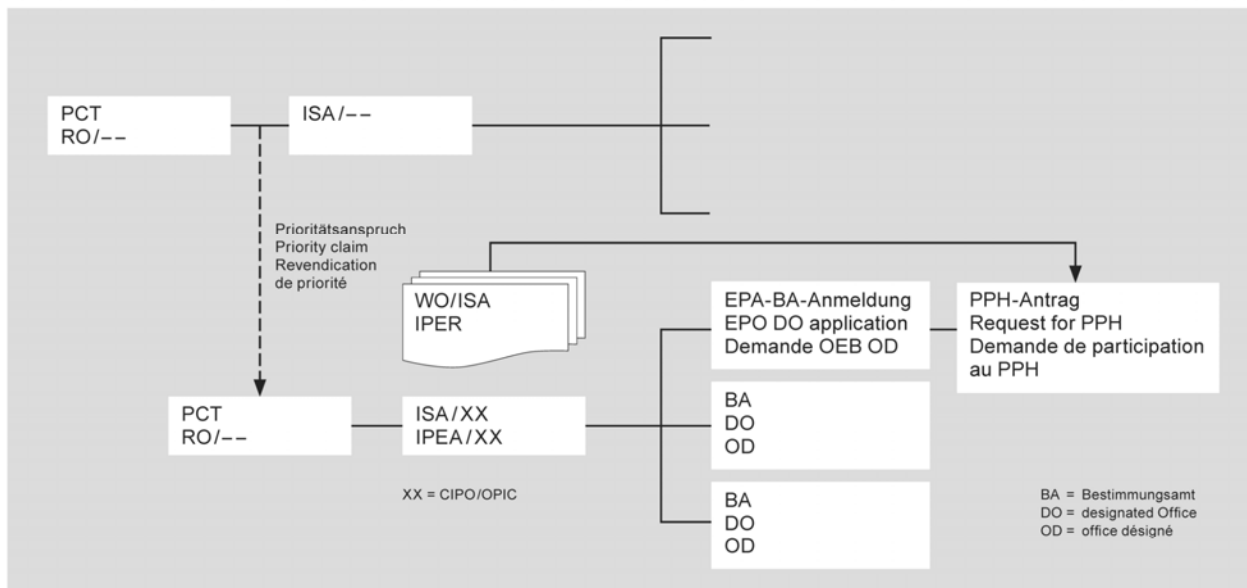 PCT
RO/--
ISA/--
Prioritätsanspruch
Priority claim
Revendication
de priorité
WO/ISA
IPER
EPA-BA-Anmeldung
EPO DO application
Demande OEB OD
PPH-Antrag
Request for PPH
Demande de participation
au PPH
PCT
RO/--
ISA/XX
IPEA/XX
BA
DO
OD
XX = CIPO/OPIC
BA
DO
OD
BA = Bestimmungsamt
DO = designated Office
OD = office désigné